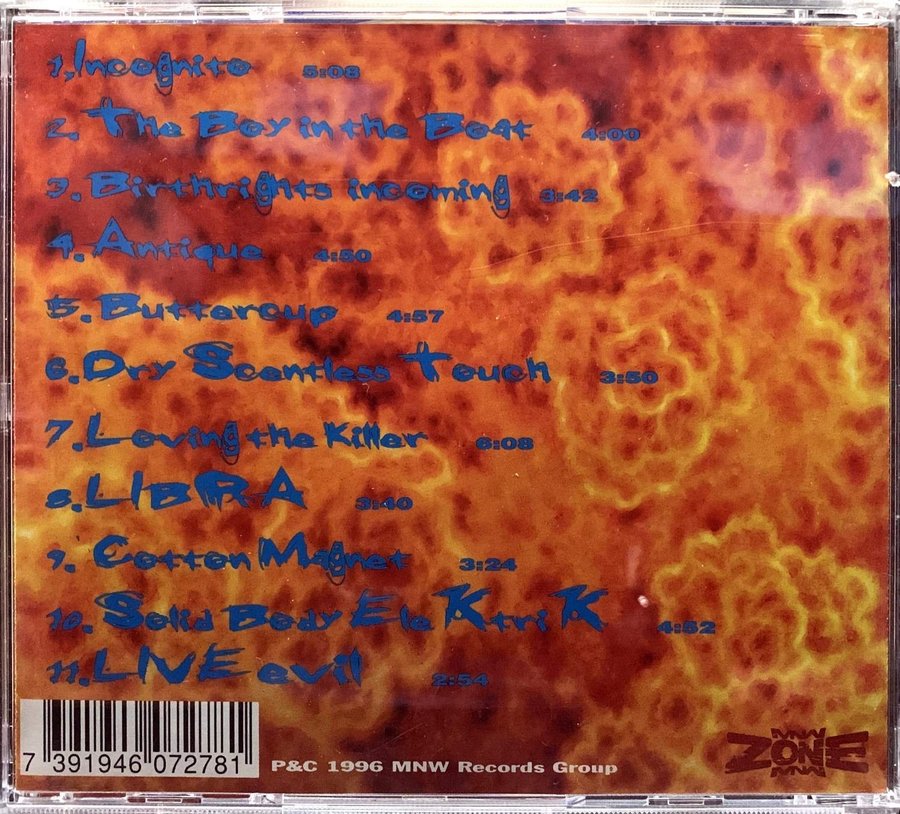 1. Incognito 5:08
2. The Boy in the Boat 4:00
3. Birthrights incoming 3:42
4. Antique 4:50
5. Buttercup 4:57
6. Dry Scentless Touch 3:50
7. Loving the Killer 6:08
8. LIBRA 3:40
9. Cotton Magnet 3:24
10. Solid Body EleKtriK 4:52
11. LIVE evil 2:54
7 391946 072781
P&C 1996 MNW Records Group
MNW
ZONE
MNW